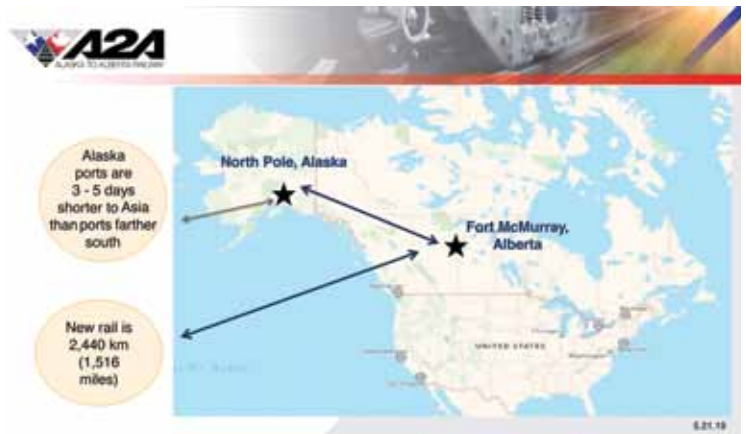 A2A
ALASKA TO ALBERTA RAILWAY
Alaska
ports are
3 - 5 days
shorter to Asia
than ports farther
south
North Pole, Alaska
Fort McMurray,
Alberta
New rail is
2,440 km
(1,516
miles)
UNITED STATES
5.21.19